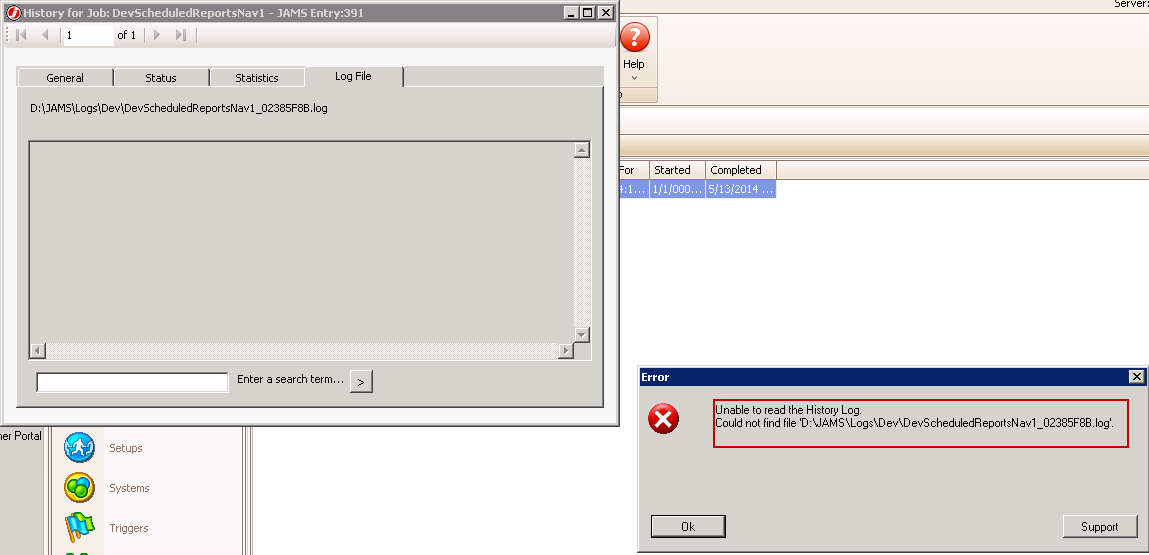 History for Job: DevScheduledReportsNav1 - JAMS Entry:391
Server:
1 of 1
Help
General Status Statistics Log File
D:\JAMS\Logs\Dev\DevScheduledReportsNav1_02385F8B.log
For Started Completed
4:1... 1/1/000... 5/13/2014 ...
Enter a search term... >
Error
Unable to read the History Log.
Could not find file 'D:\JAMS\Logs\Dev\DevScheduledReportsNav1_02385F8B.log'.
ner Portal
Setups
Systems
Triggers
Ok Support